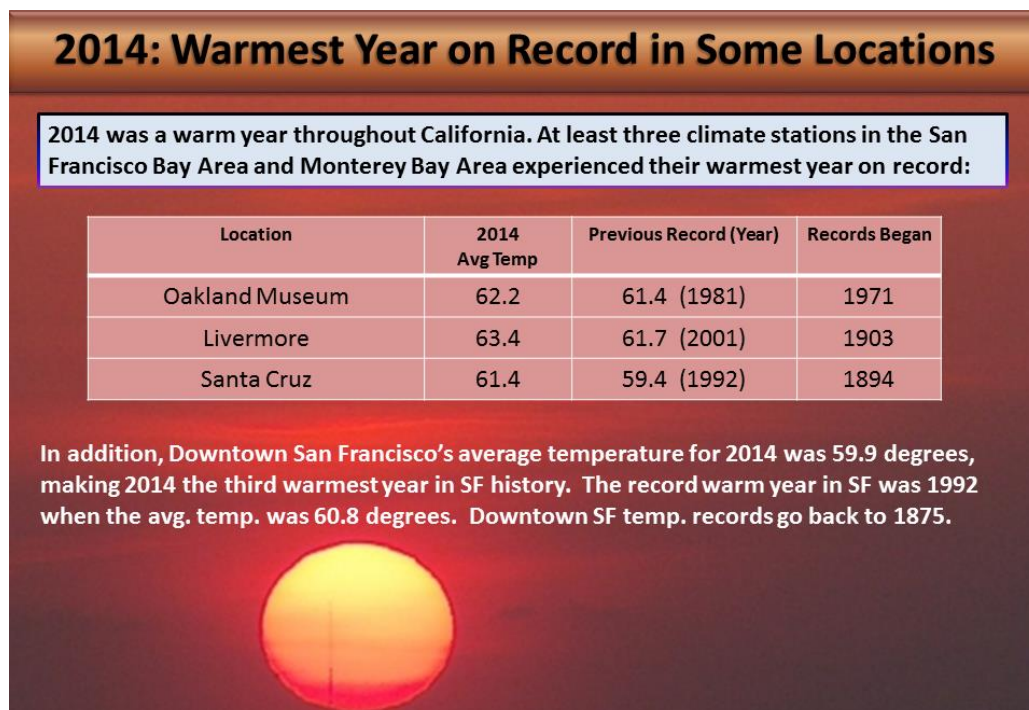 2014: Warmest Year on Record in Some Locations
2014 was a warm year throughout California. At least three climate stations in the San
Francisco Bay Area and Monterey Bay Area experienced their warmest year on record:
Location 2014 Previous Record (Year) Records Began
Avg Temp
Oakland Museum 62.2 61.4 (1981) 1971
Livermore 63.4 61.7 (2001) 1903
Santa Cruz 61.4 59.4 (1992) 1894
In addition, Downtown San Francisco's average temperature for 2014 was 59.9 degrees,
making 2014 the third warmest year in SF history. The record warm year in SF was 1992
when the avg. temp. was 60.8 degrees. Downtown SF temp. records go back to 1875.